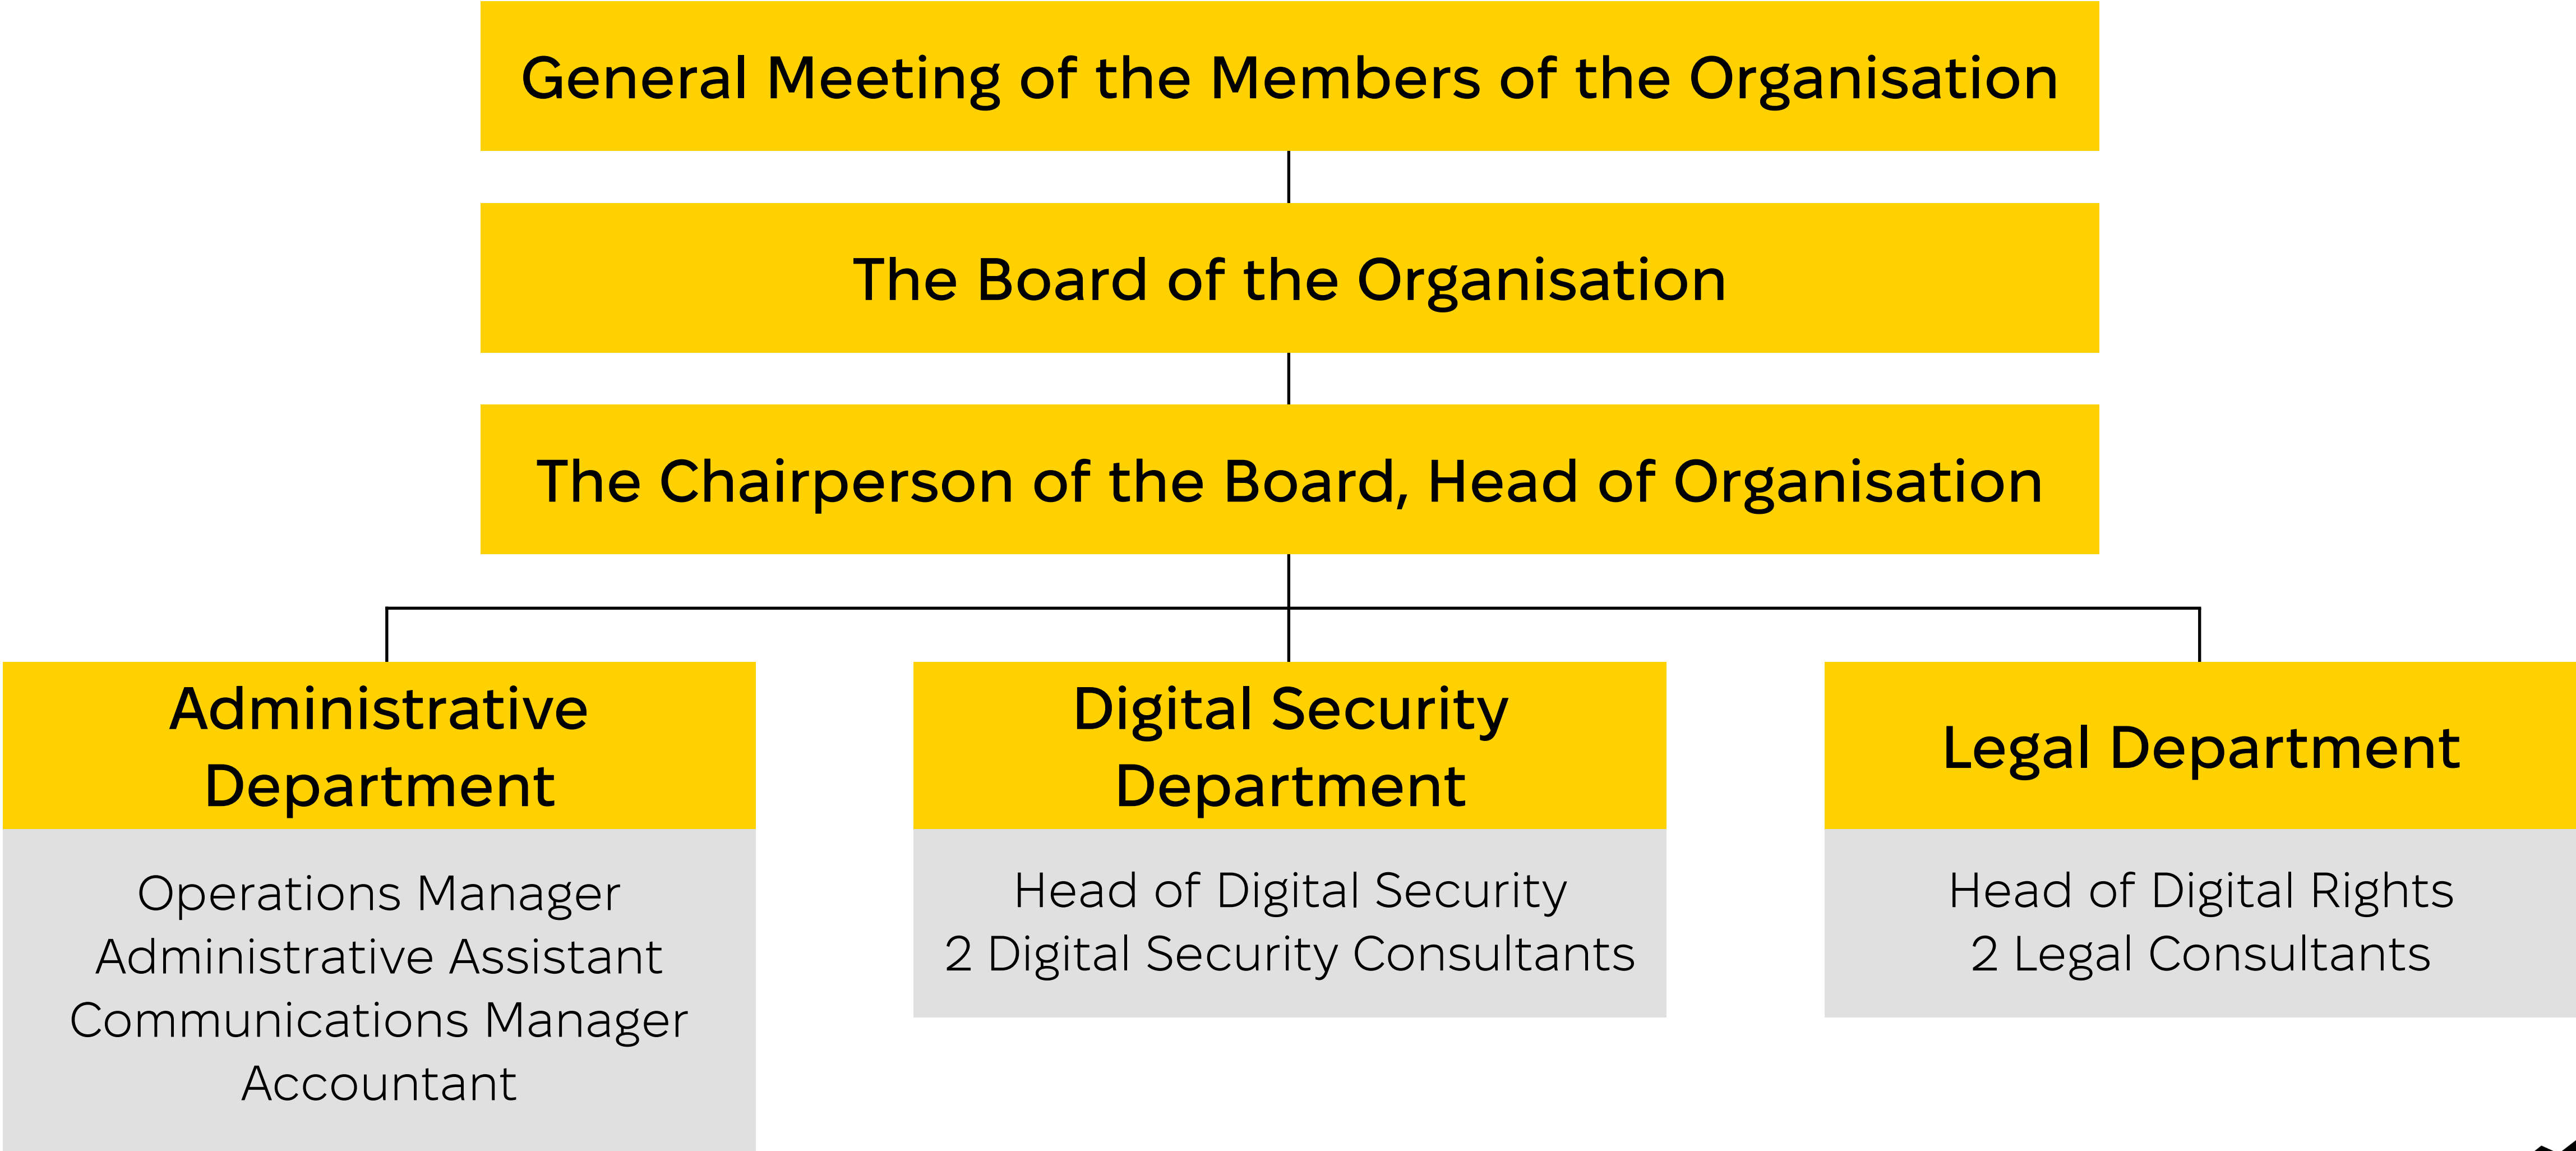 General Meeting of the Members of the Organisation
The Board of the Organisation
The Chairperson of the Board, Head of Organisation
Administrative
Department
Operations Manager
Administrative Assistant
Communications Manager
Accountant
Digital Security
Department
Head of Digital Security
2 Digital Security Consultants
Legal Department
Head of Digital Rights
2 Legal Consultants